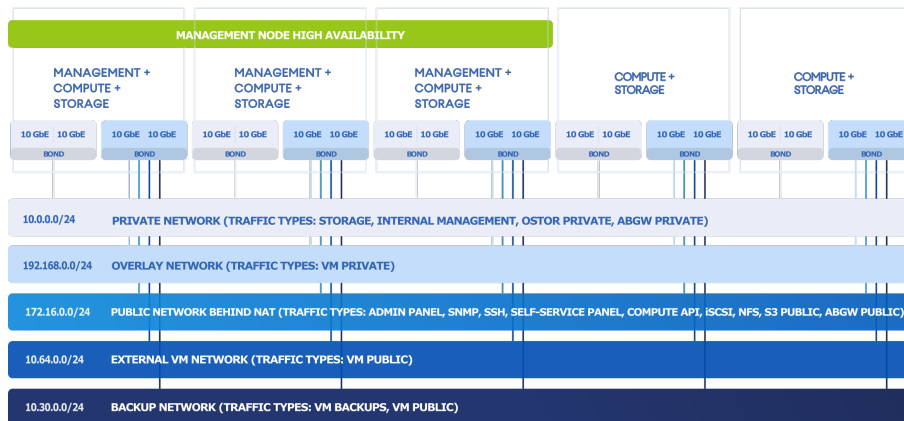 MANAGEMENT NODE HIGH AVAILABILITY
MANAGEMENT +
COMPUTE +
STORAGE
MANAGEMENT +
COMPUTE +
STORAGE
MANAGEMENT +
COMPUTE +
STORAGE
COMPUTE +
STORAGE
COMPUTE +
STORAGE
10 GbE 10 GbE 10 GbE 10 GbE 10 GbE 10 GbE 10 GbE 10 GbE 10 GbE 10 GbE 10 GbE 10 GbE 10 GbE 10 GbE 10 GbE 10 GbE 10 GbE 10 GbE 10 GbE 10 GbE
BOND BOND BOND BOND BOND BOND BOND BOND BOND BOND
10.0.0.0/24 PRIVATE NETWORK (TRAFFIC TYPES: STORAGE, INTERNAL MANAGEMENT, OSTOR PRIVATE, ABGW PRIVATE)
192.168.0.0/24 OVERLAY NETWORK (TRAFFIC TYPES: VM PRIVATE)
172.16.0.0/24 PUBLIC NETWORK BEHIND NAT (TRAFFIC TYPES: ADMIN PANEL, SNMP, SSH, SELF-SERVICE PANEL, COMPUTE API, iSCSI, NFS, S3 PUBLIC, ABGW PUBLIC)
10.64.0.0/24 EXTERNAL VM NETWORK (TRAFFIC TYPES: VM PUBLIC)
10.30.0.0/24 BACKUP NETWORK (TRAFFIC TYPES: VM BACKUPS, VM PUBLIC)